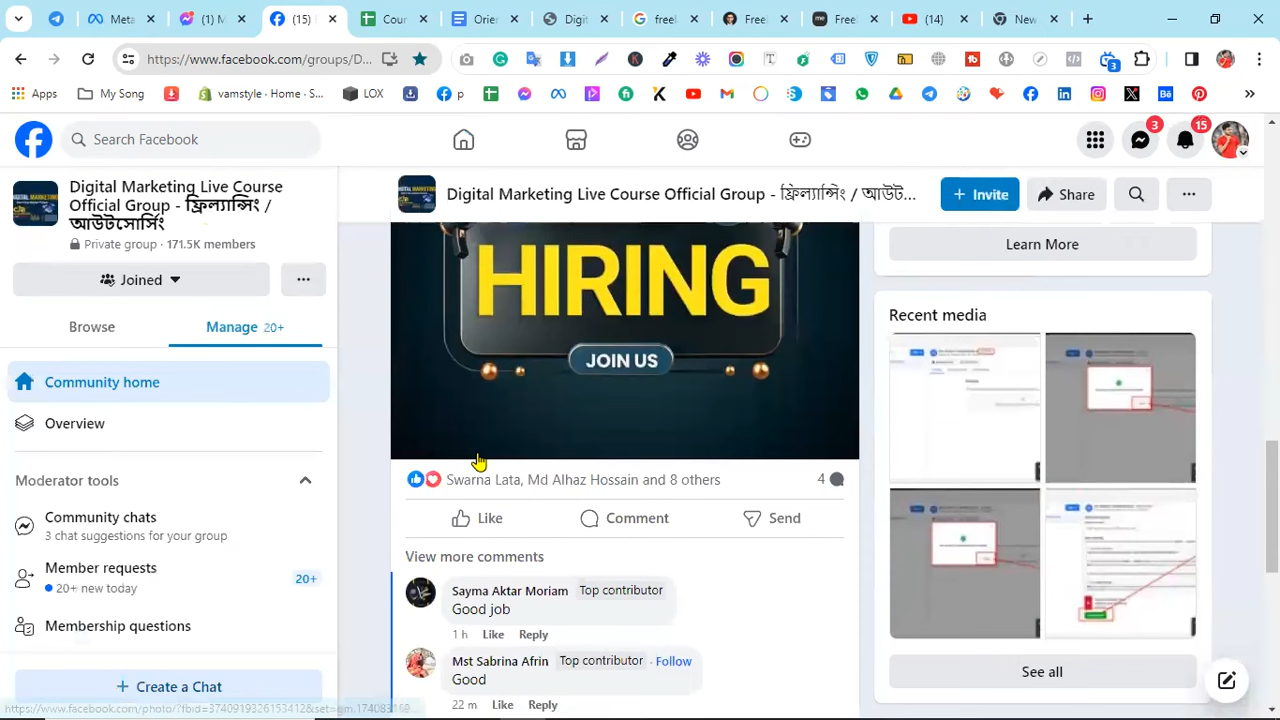 Meta
(1) M
(15)
Cour
Orier
Digit
free
Free
Free
(14)
New
https://www.facebook.com/groups/D...
3
Apps
My Song
vamstyle · Home · S...
LOX
p
Search Facebook
3
15
Digital Marketing Live Course
Official Group - ফ্রিল্যান্সিং /
আউটসোর্সিং
Private group · 171.5K members
Joined
Browse
Manage 20+
Community home
Overview
Moderator tools
Community chats
3 chat suggestions for your group
Member requests
20+ new today
20+
Membership questions
+ Create a Chat
Digital Marketing Live Course Official Group - ফ্রিল্যান্সিং / আউট...
+ Invite
Share
HIRING
JOIN US
Swarna Lata, Md Alhaz Hossain and 8 others
4
Like
Comment
Send
View more comments
Sayma Aktar Moriam Top contributor
Good job
1 h Like Reply
Mst Sabrina Afrin Top contributor · Follow
Good
22 m Like Reply
Learn More
Recent media
See all